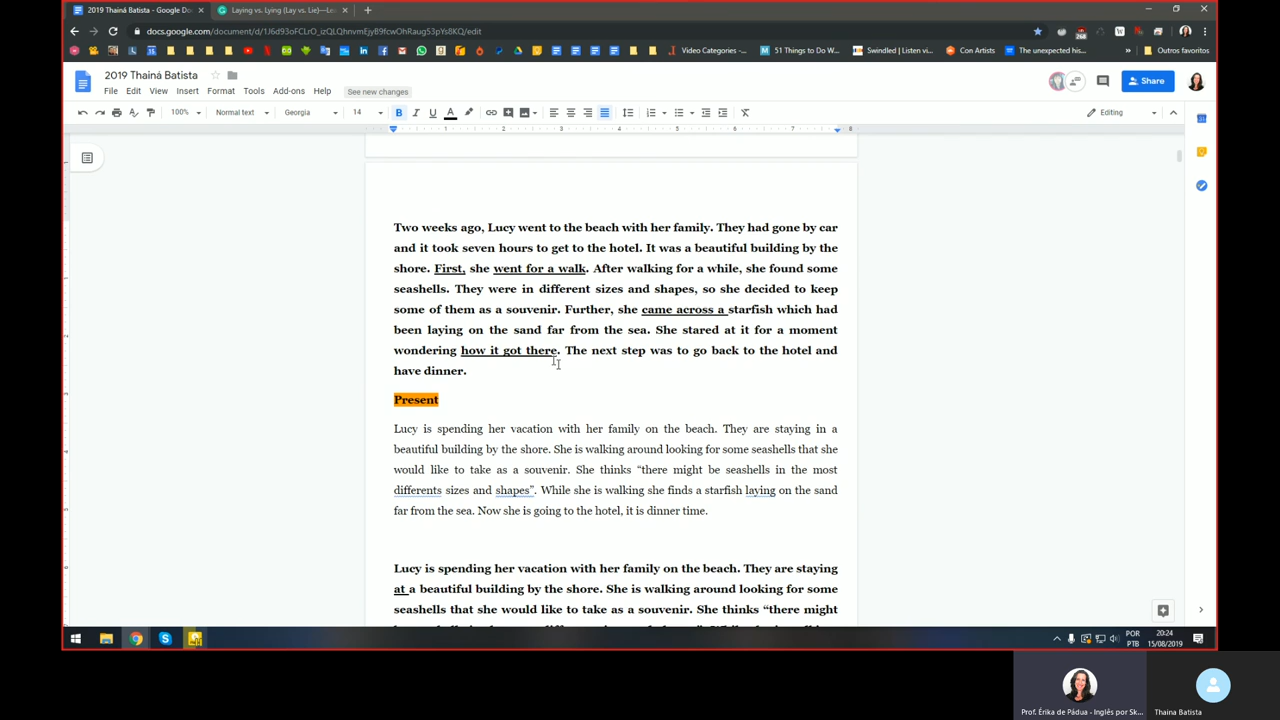 2019 Thainá Batista - Google Do
Laying vs. Lying (Lay vs. Lie)—Le
docs.google.com/document/d/1J6d93oFCLrO_izQLQhnvmEjyB9fcwOhRaug53pYs8KQ/edit
Video Categories -...
51 Things to Do W...
Swindled | Listen vi...
Con Artists
The unexpected his...
Outros favoritos
2019 Thainá Batista
File Edit View Insert Format Tools Add-ons Help See new changes
Share
100% Normal text Georgia 14 B I U A Editing
1 2 3 4 5 6 7 8
Two weeks ago, Lucy went to the beach with her family. They had gone by car
and it took seven hours to get to the hotel. It was a beautiful building by the
shore. First, she went for a walk. After walking for a while, she found some
seashells. They were in different sizes and shapes, so she decided to keep
some of them as a souvenir. Further, she came across a starfish which had
been laying on the sand far from the sea. She stared at it for a moment
wondering how it got there. The next step was to go back to the hotel and
have dinner.
Present
Lucy is spending her vacation with her family on the beach. They are staying in a
beautiful building by the shore. She is walking around looking for some seashells that she
would like to take as a souvenir. She thinks “there might be seashells in the most
differents sizes and shapes”. While she is walking she finds a starfish laying on the sand
far from the sea. Now she is going to the hotel, it is dinner time.
Lucy is spending her vacation with her family on the beach. They are staying
at a beautiful building by the shore. She is walking around looking for some
seashells that she would like to take as a souvenir. She thinks “there might
POR
PTB
20:24
15/08/2019
Prof. Érika de Pádua - Inglês por Sk...
Thaina Batista